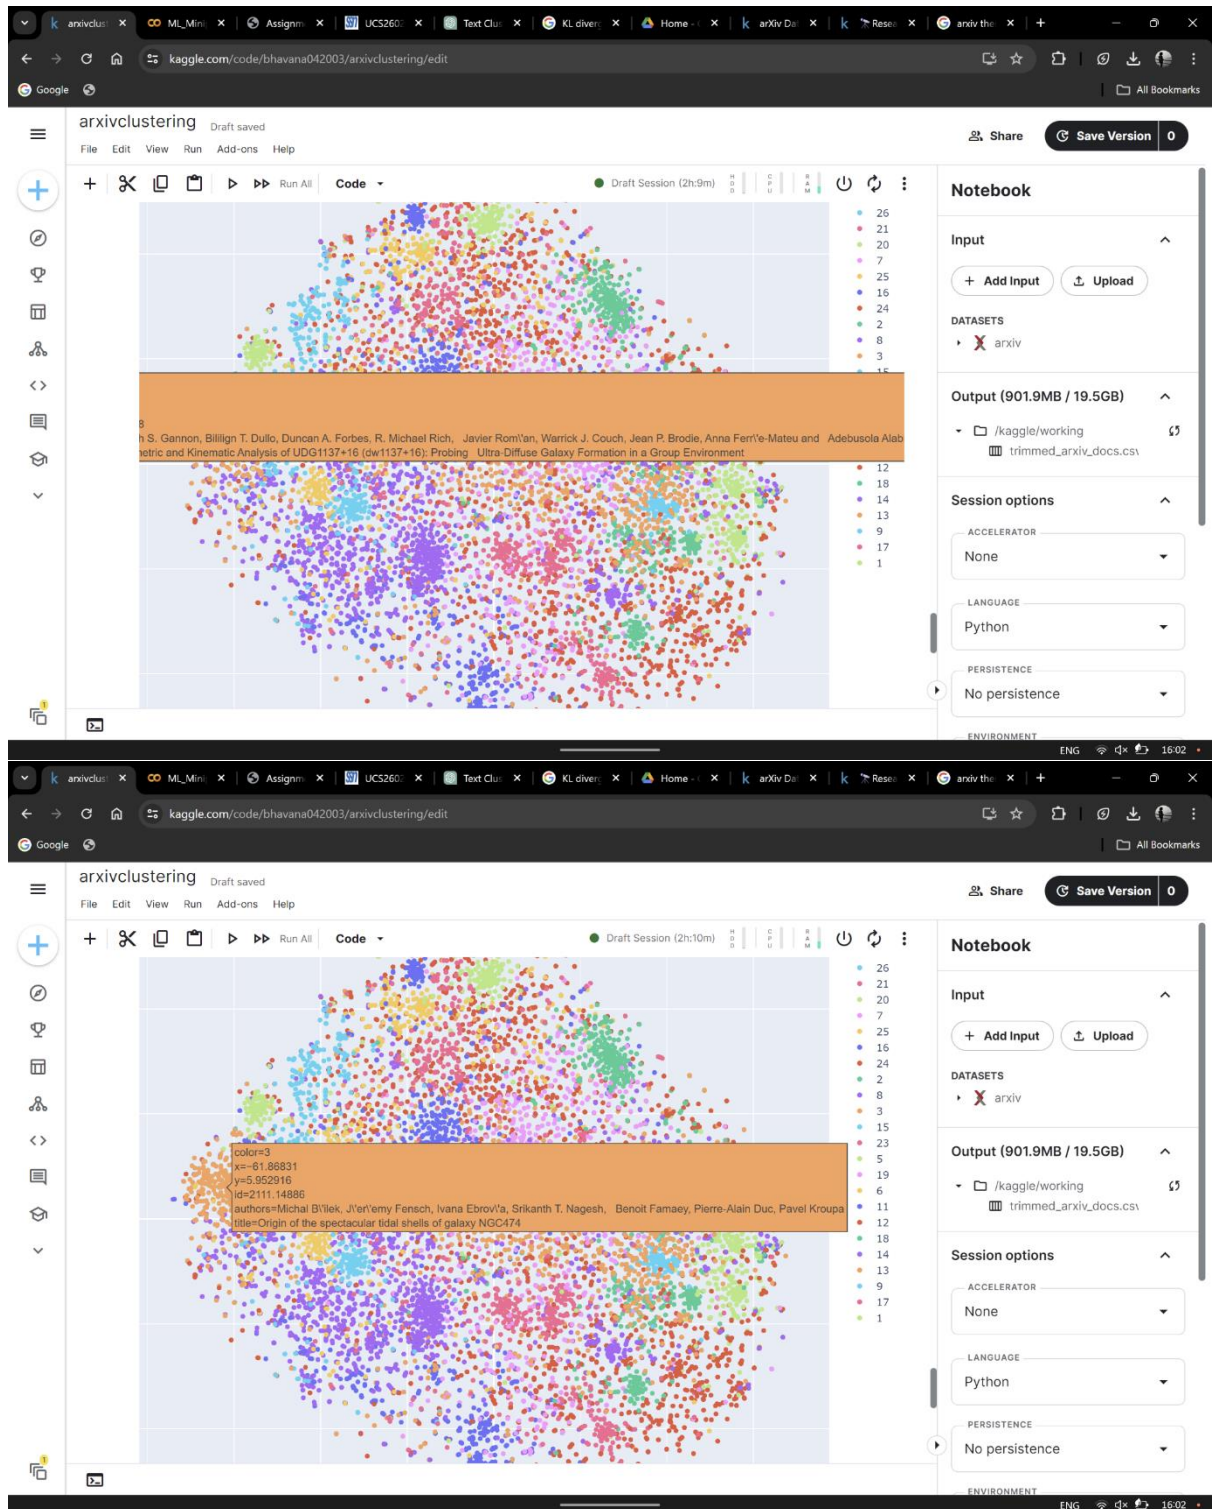 arxivclust
ML_Mini
Assignm
UCS260
Text Clus
KL diverg
Home - 
arXiv Da
Resea
arxiv the
kaggle.com/code/bhavana042003/arxivclustering/edit
Google
All Bookmarks
arxivclustering Draft saved
File Edit View Run Add-ons Help
Share
Save Version 0
Run All Code
Draft Session (2h:9m)
HDD
CPU
RAM
26
21
20
7
25
16
24
2
8
3
15
8
h S. Gannon, Bililign T. Dullo, Duncan A. Forbes, R. Michael Rich, Javier Rom\'an, Warrick J. Couch, Jean P. Brodie, Anna Ferr\'e-Mateu and Adebusola Alab
netric and Kinematic Analysis of UDG1137+16 (dw1137+16): Probing Ultra-Diffuse Galaxy Formation in a Group Environment
12
18
14
13
9
17
1
Notebook
Input
+ Add Input
Upload
DATASETS
arxiv
Output (901.9MB / 19.5GB)
/kaggle/working
trimmed_arxiv_docs.csv
Session options
ACCELERATOR
None
LANGUAGE
Python
PERSISTENCE
No persistence
ENVIRONMENT
1
ENG 16:02
arxivclust
ML_Mini
Assignm
UCS260
Text Clus
KL diverg
Home - 
arXiv Da
Resea
arxiv the
kaggle.com/code/bhavana042003/arxivclustering/edit
Google
All Bookmarks
arxivclustering Draft saved
File Edit View Run Add-ons Help
Share
Save Version 0
Run All Code
Draft Session (2h:10m)
HDD
CPU
RAM
26
21
20
7
25
16
24
2
8
3
15
23
5
19
6
11
12
18
14
13
9
17
1
color=3
x=−61.86831
y=5.952916
id=2111.14886
authors=Michal B\'ilek, J\'er\'emy Fensch, Ivana Ebrov\'a, Srikanth T. Nagesh, Benoit Famaey, Pierre-Alain Duc, Pavel Kroupa
title=Origin of the spectacular tidal shells of galaxy NGC474
Notebook
Input
+ Add Input
Upload
DATASETS
arxiv
Output (901.9MB / 19.5GB)
/kaggle/working
trimmed_arxiv_docs.csv
Session options
ACCELERATOR
None
LANGUAGE
Python
PERSISTENCE
No persistence
ENVIRONMENT
1
ENG 16:02